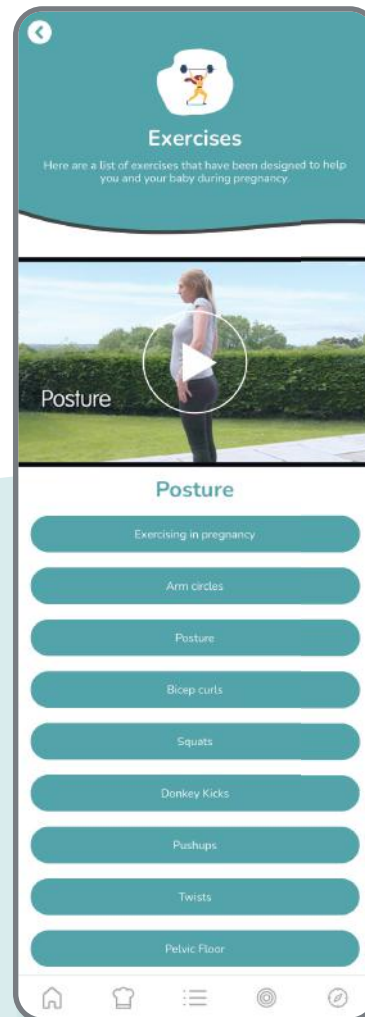 Exercises
Here are a list of exercises that have been designed to help
you and your baby during pregnancy.
Posture
Posture
Exercising in pregnancy
Arm circles
Posture
Bicep curls
Squats
Donkey Kicks
Pushups
Twists
Pelvic Floor